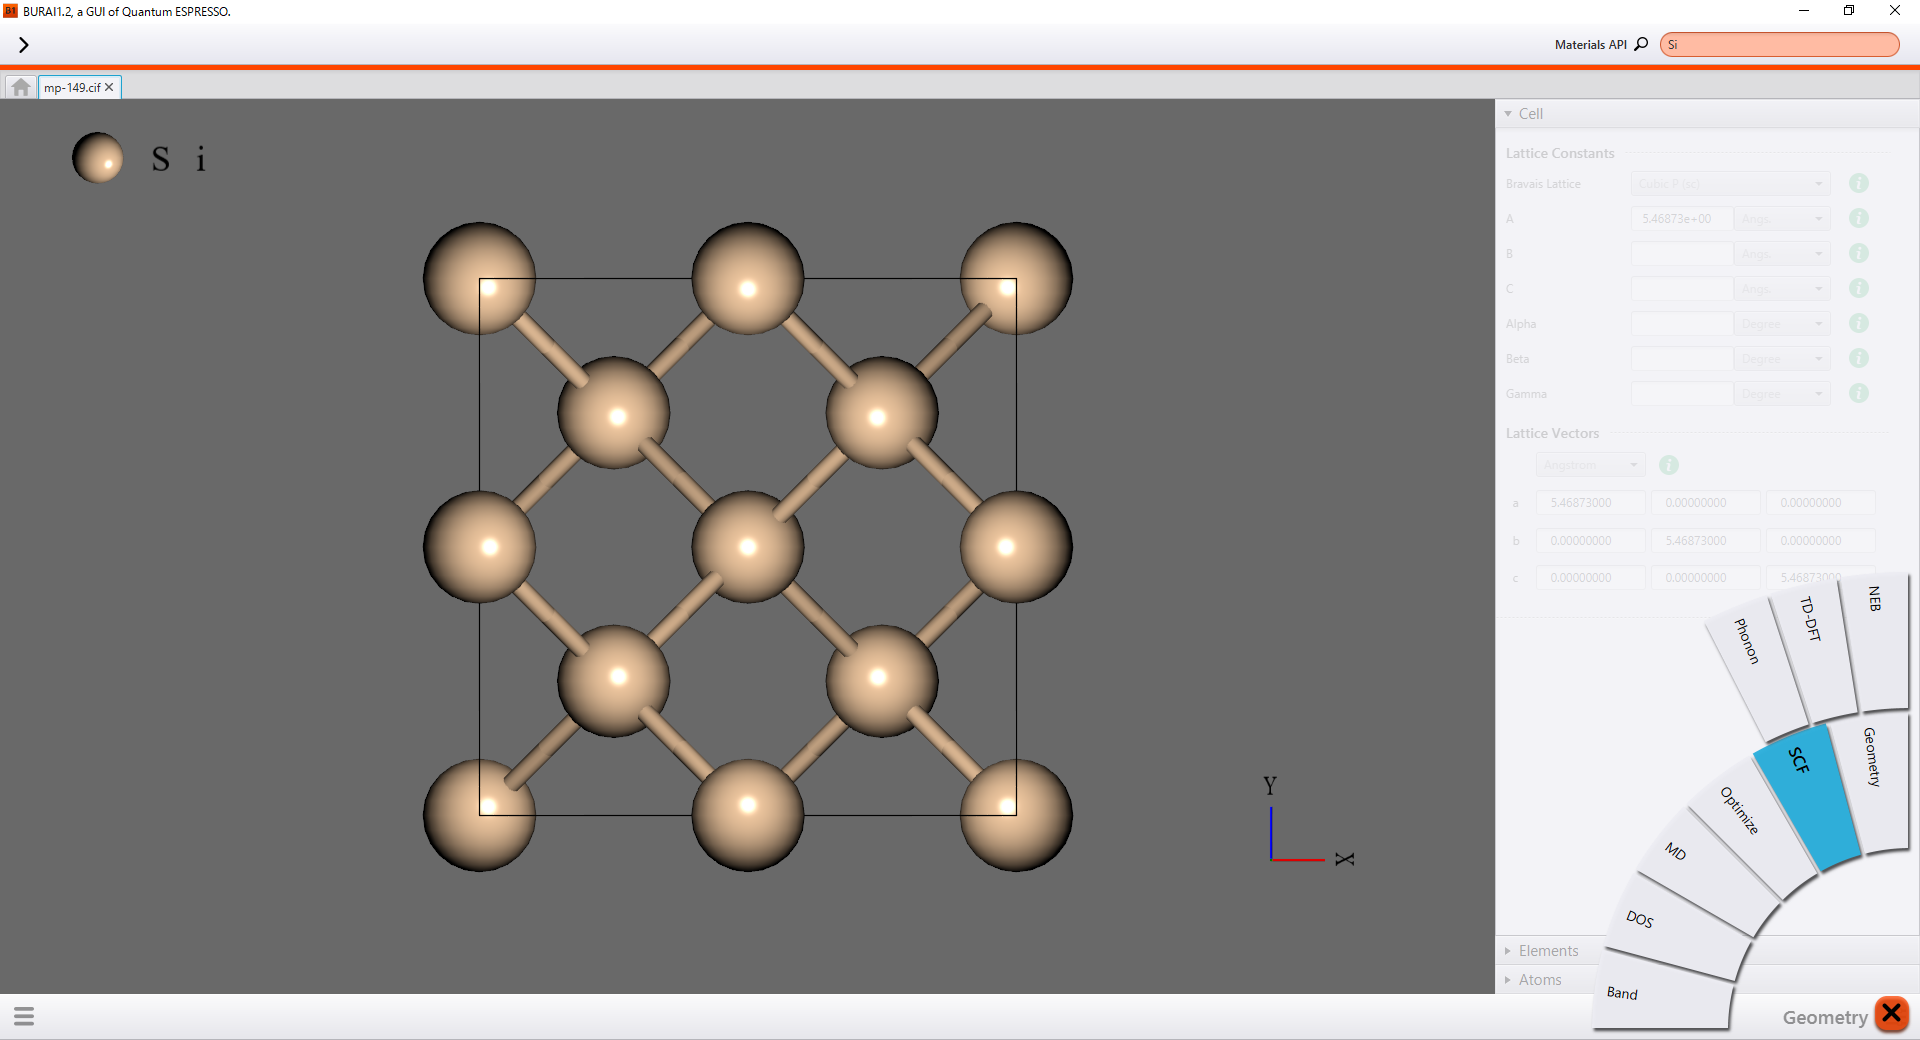 BURAI1.2, a GUI of Quantum ESPRESSO.
Materials API Si
mp-149.cif
S i
Cell
Lattice Constants
Bravais Lattice Cubic P (sc)
A 5.46873e+00 Angs.
B Angs.
C Angs.
Alpha Degree
Beta Degree
Gamma Degree
Lattice Vectors
Angstrom
a 5.46873000 0.00000000 0.00000000
b 0.00000000 5.46873000 0.00000000
c 0.00000000 0.00000000 5.46873000
NEB
TD-DFT
Phonon
Geometry
SCF
Optimize
MD
DOS
Band
Y
X
Elements
Atoms
Geometry